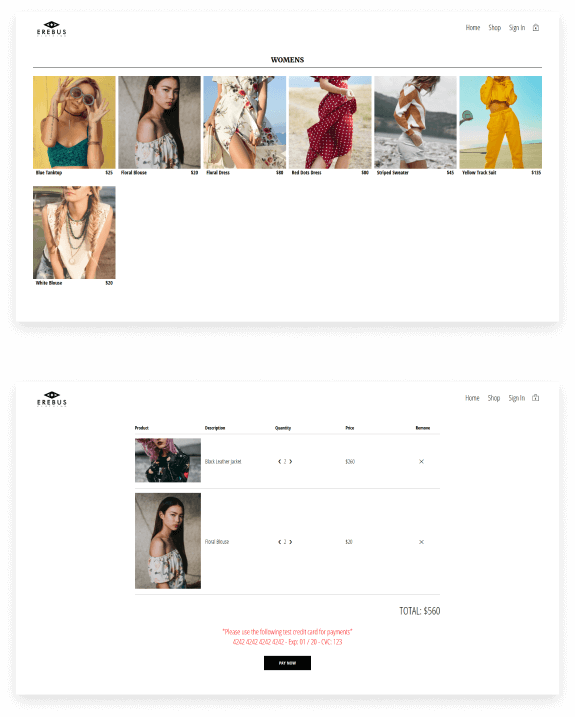 EREBUS
Home Shop Sign In
WOMENS
Blue Tanktop $25 Floral Blouse $20 Floral Dress $80 Red Dots Dress $80 Striped Sweater $45 Yellow Track Suit $135
White Blouse $20
EREBUS
Home Shop Sign In
Product Description Quantity Price Remove
Black Leather Jacket $260
Floral Blouse $20
TOTAL: $560
"Please use the following test credit card for payments"
4242 4242 4242 4242 - Exp: 01 / 20 - CVC: 123
PAY NOW